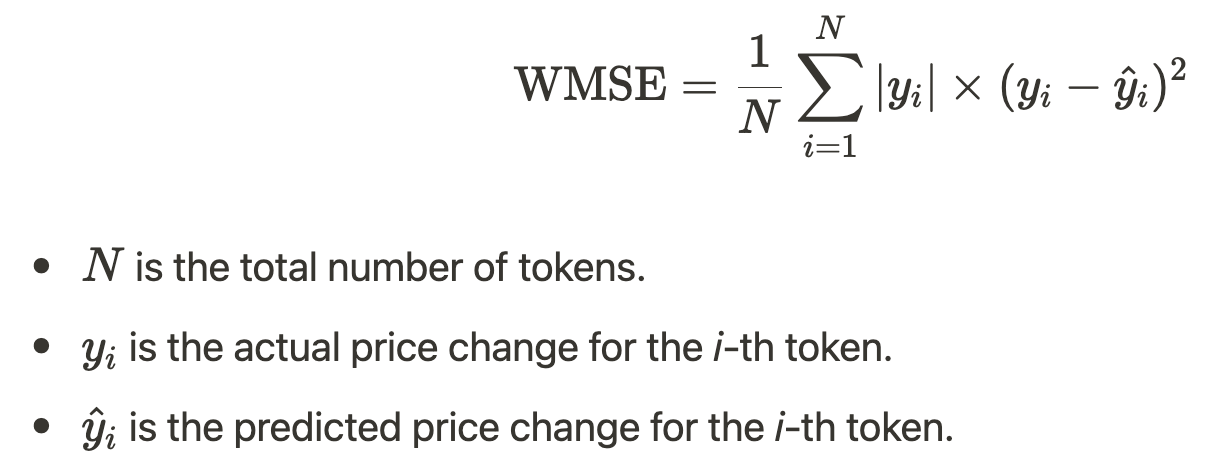 WMSE = \frac{1}{N} \sum_{i=1}^{N} |y_i| \times (y_i - \hat{y}_i)^2
• N is the total number of tokens.
• y_i is the actual price change for the i-th token.
• \hat{y}_i is the predicted price change for the i-th token.